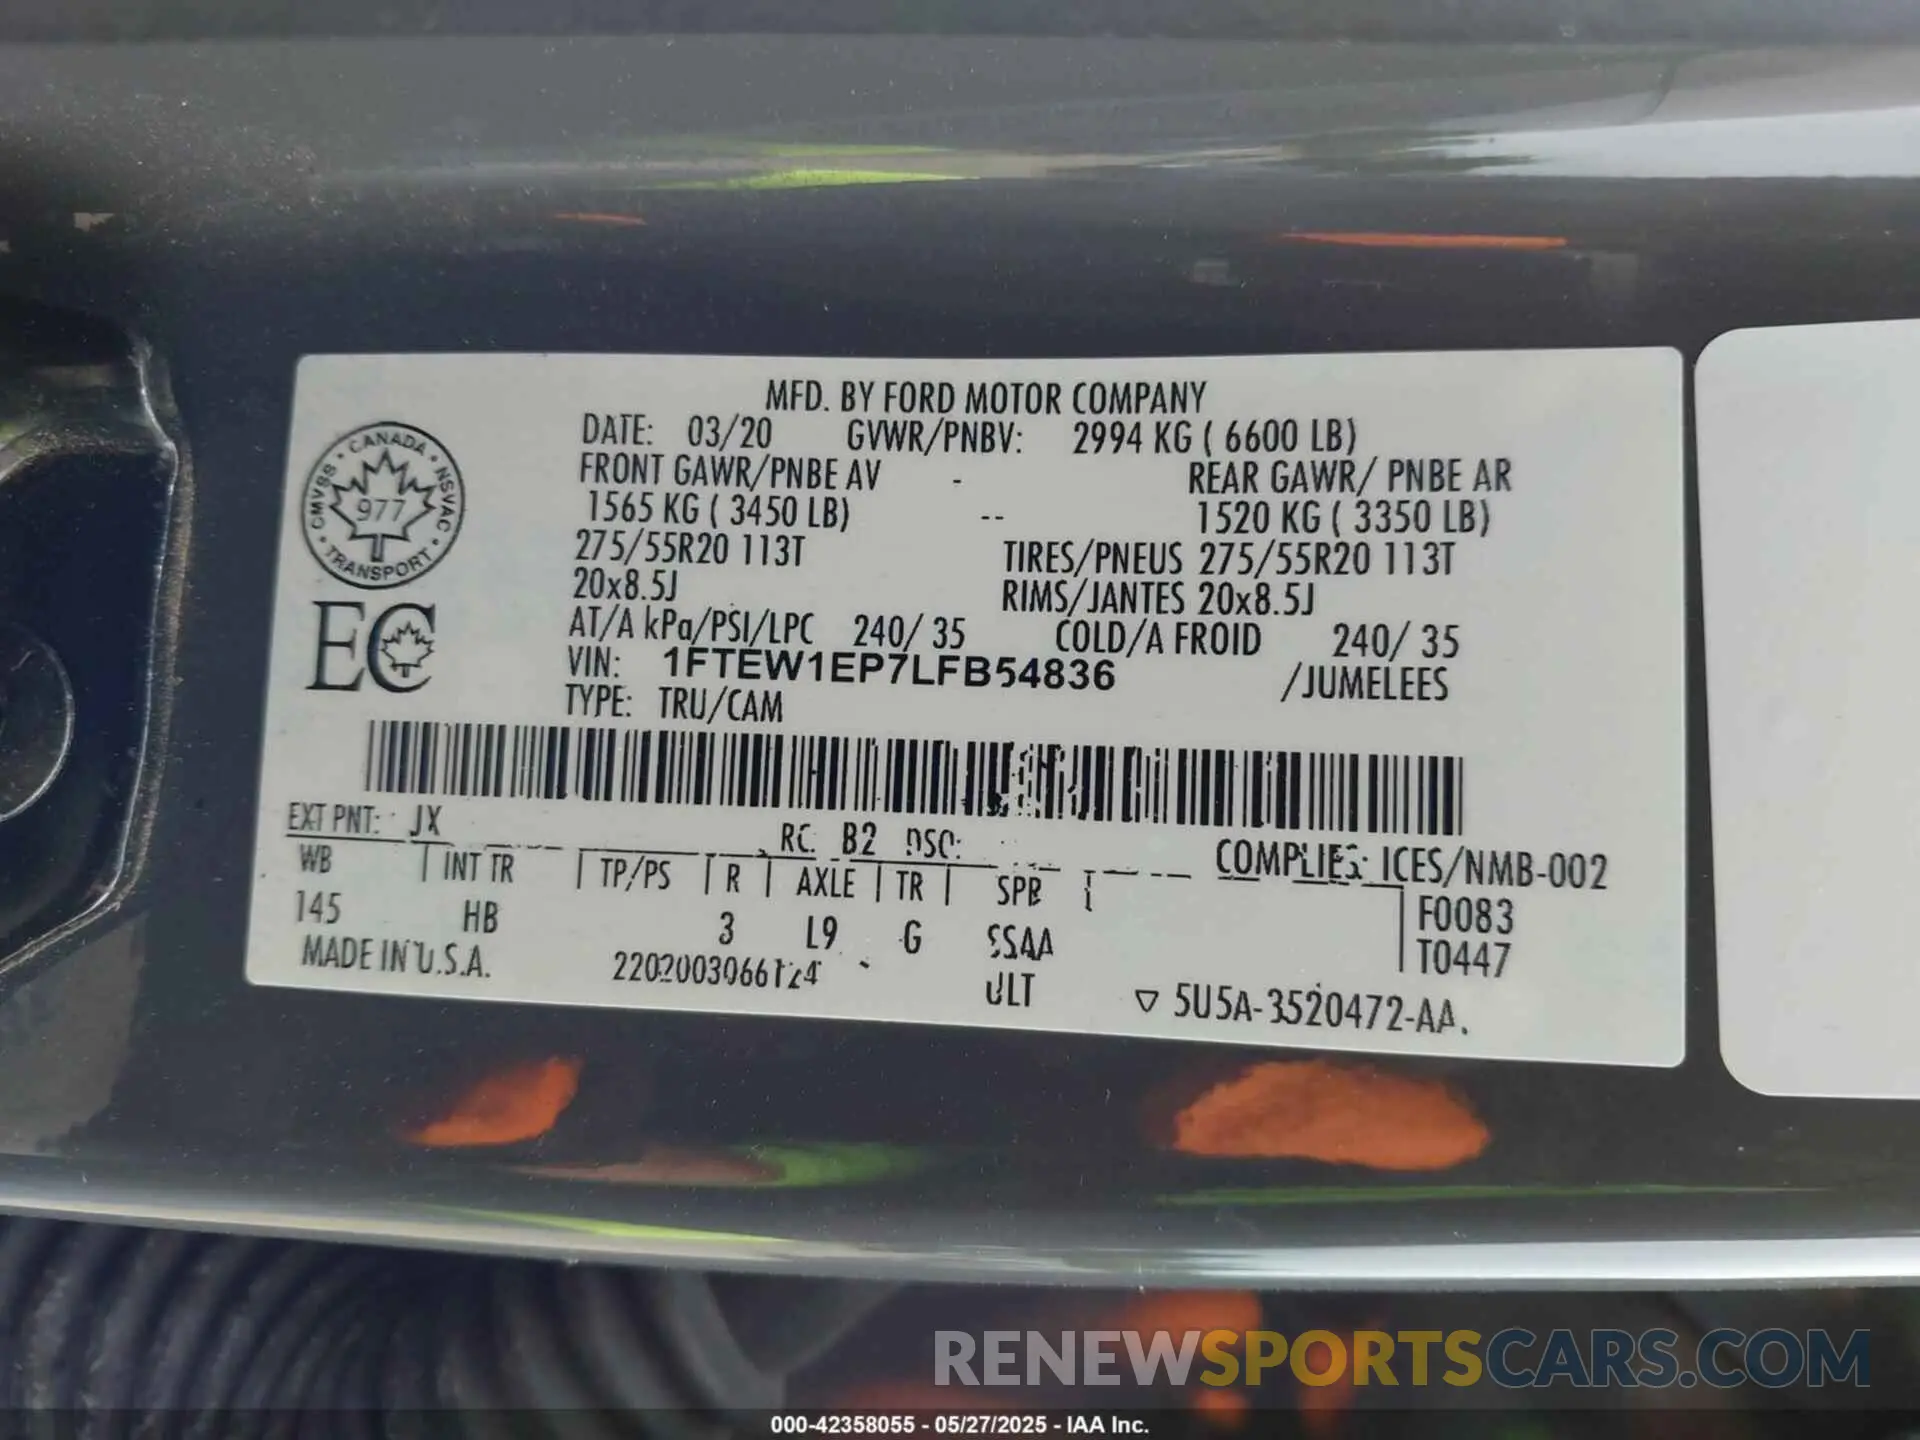 MFD. BY FORD MOTOR COMPANY
DATE: 03/20 GVWR/PNBV: 2994 KG ( 6600 LB)
FRONT GAWR/PNBE AV - REAR GAWR/ PNBE AR
1565 KG ( 3450 LB) -- 1520 KG ( 3350 LB)
275/55R20 113T TIRES/PNEUS 275/55R20 113T
20x8.5J RIMS/JANTES 20x8.5J
AT/A kPa/PSI/LPC 240/ 35 COLD/A FROID 240/ 35
VIN: 1FTEW1EP7LFB54836 /JUMELEES
TYPE: TRU/CAM
CANADA • NSVAC • TRANSPORT • CMVSS •
977
EC
EXT PNT: JX RC: B2 DSO:
COMPLIES: ICES/NMB-002
WB | INT TR | TP/PS | R | AXLE | TR | SPR
145 HB 3 L9 G SSAA
F0083
T0447
MADE IN U.S.A. ULT
▽ 5U5A-3520472-AA.
RENEWSPORTSCARS.COM
000-42358055 - 05/27/2025 - IAA Inc.